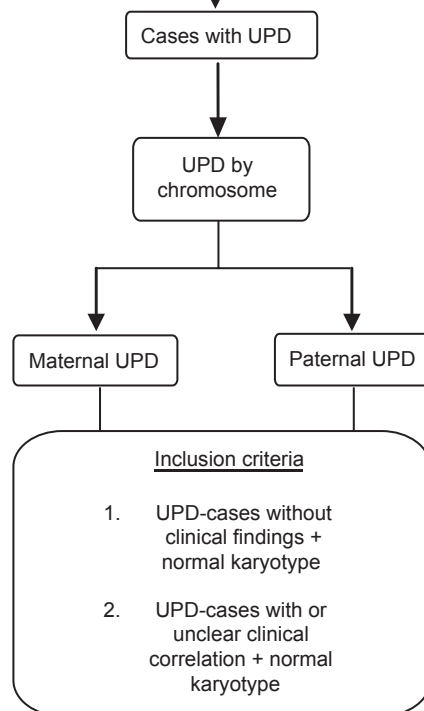 Cases with UPD
UPD by
chromosome
Maternal UPD
Paternal UPD
Inclusion criteria
1. UPD-cases without
clinical findings +
normal karyotype
2. UPD-cases with or
unclear clinical
correlation + normal
karyotype